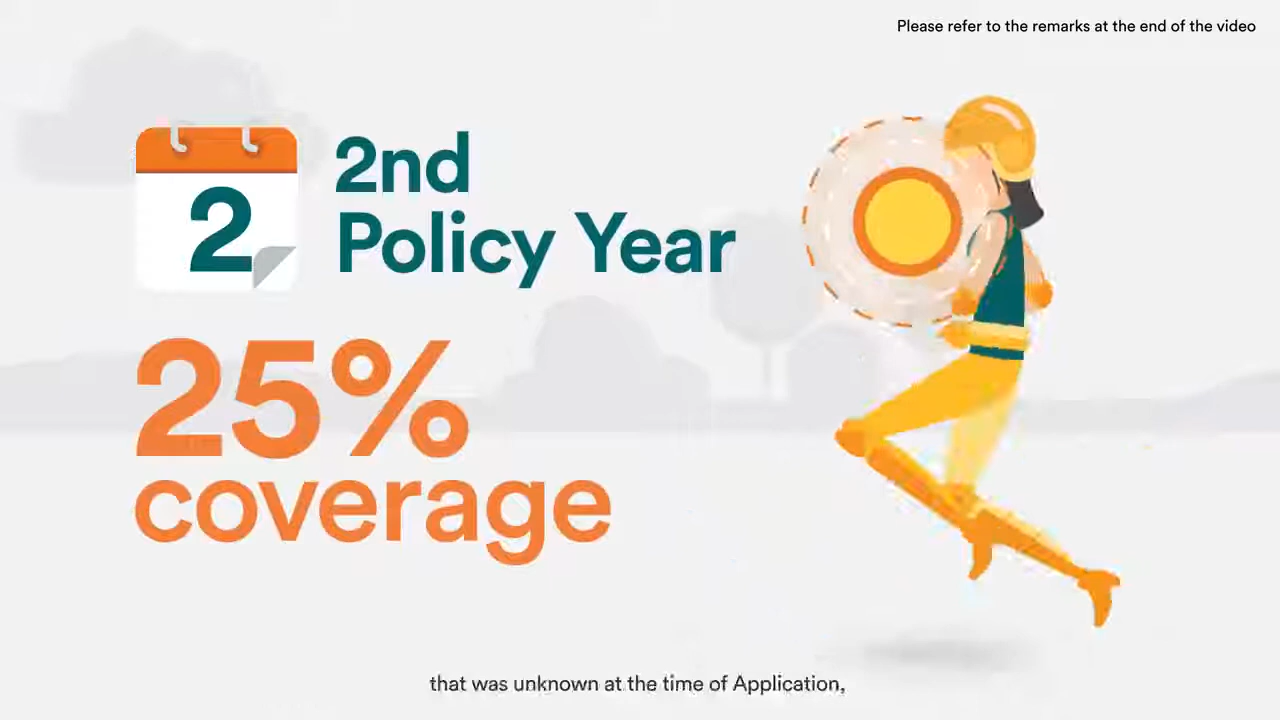 Please refer to the remarks at the end of the video
2
2nd
Policy Year
25%
coverage
that was unknown at the time of Application,